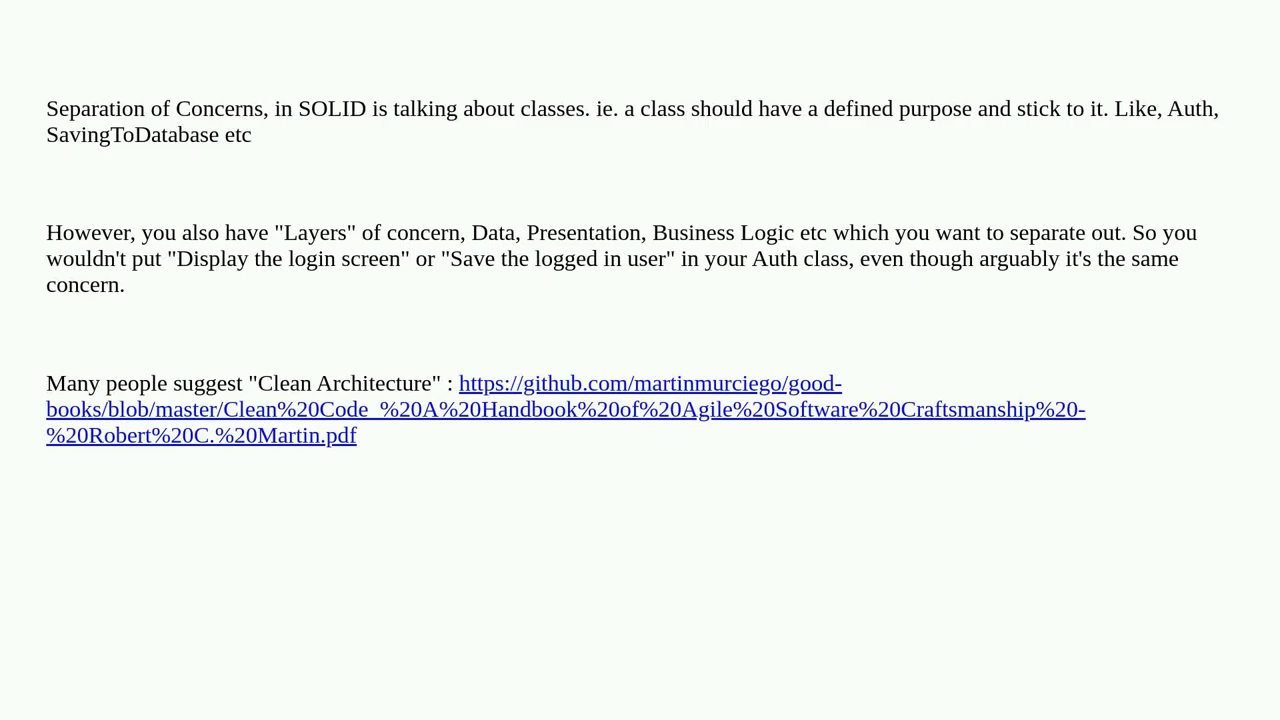 Separation of Concerns, in SOLID is talking about classes. ie. a class should have a defined purpose and stick to it. Like, Auth,
SavingToDatabase etc
However, you also have "Layers" of concern, Data, Presentation, Business Logic etc which you want to separate out. So you
wouldn't put "Display the login screen" or "Save the logged in user" in your Auth class, even though arguably it's the same
concern.
Many people suggest "Clean Architecture" : https://github.com/martinmurciego/good-
books/blob/master/Clean%20Code_%20A%20Handbook%20of%20Agile%20Software%20Craftsmanship%20-
%20Robert%20C.%20Martin.pdf